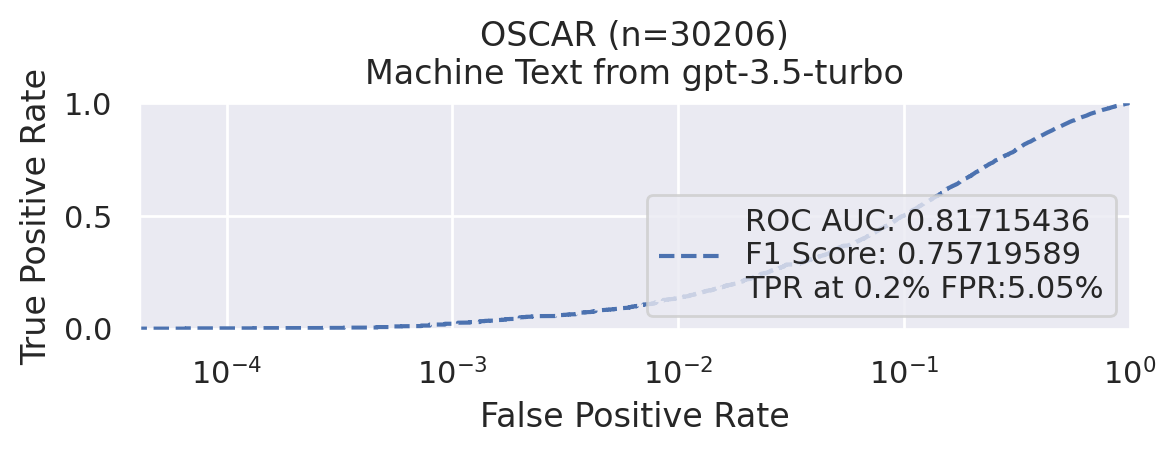 OSCAR (n=30206)
Machine Text from gpt-3.5-turbo
True Positive Rate
1.0
0.5
0.0
ROC AUC: 0.81715436
F1 Score: 0.75719589
TPR at 0.2% FPR:5.05%
10⁻⁴ 10⁻³ 10⁻² 10⁻¹ 10⁰
False Positive Rate